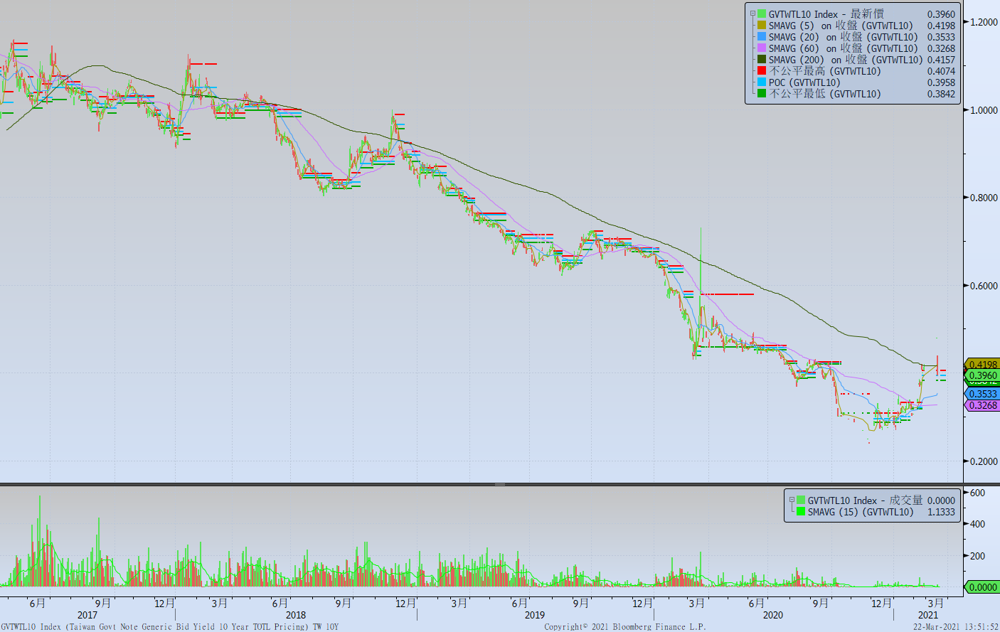 GVTWTL10 Index - 最新價 0.3960
SMAVG (5) on 收盤 (GVTWTL10) 0.4198
SMAVG (20) on 收盤 (GVTWTL10) 0.3533
SMAVG (60) on 收盤 (GVTWTL10) 0.3268
SMAVG (200) on 收盤 (GVTWTL10) 0.4157
不公平最高 (GVTWTL10) 0.4074
POC (GVTWTL10) 0.3958
不公平最低 (GVTWTL10) 0.3842
1.2000
1.0000
0.8000
0.6000
0.4198
0.3960
0.3842
0.3533
0.3268
0.2000
GVTWTL10 Index - 成交量 0.0000
SMAVG (15) (GVTWTL10) 1.1333
600
400
200
0.0000
6月 9月 12月 3月 6月 9月 12月 3月 6月 9月 12月 3月 6月 9月 12月 3月
2017 2018 2019 2020 2021
GVTWTL10 Index (Taiwan Govt Note Generic Bid Yield 10 Year TOTL Pricing) TW 10Y Copyright© 2021 Bloomberg Finance L.P. 22-Mar-2021 13:51:52